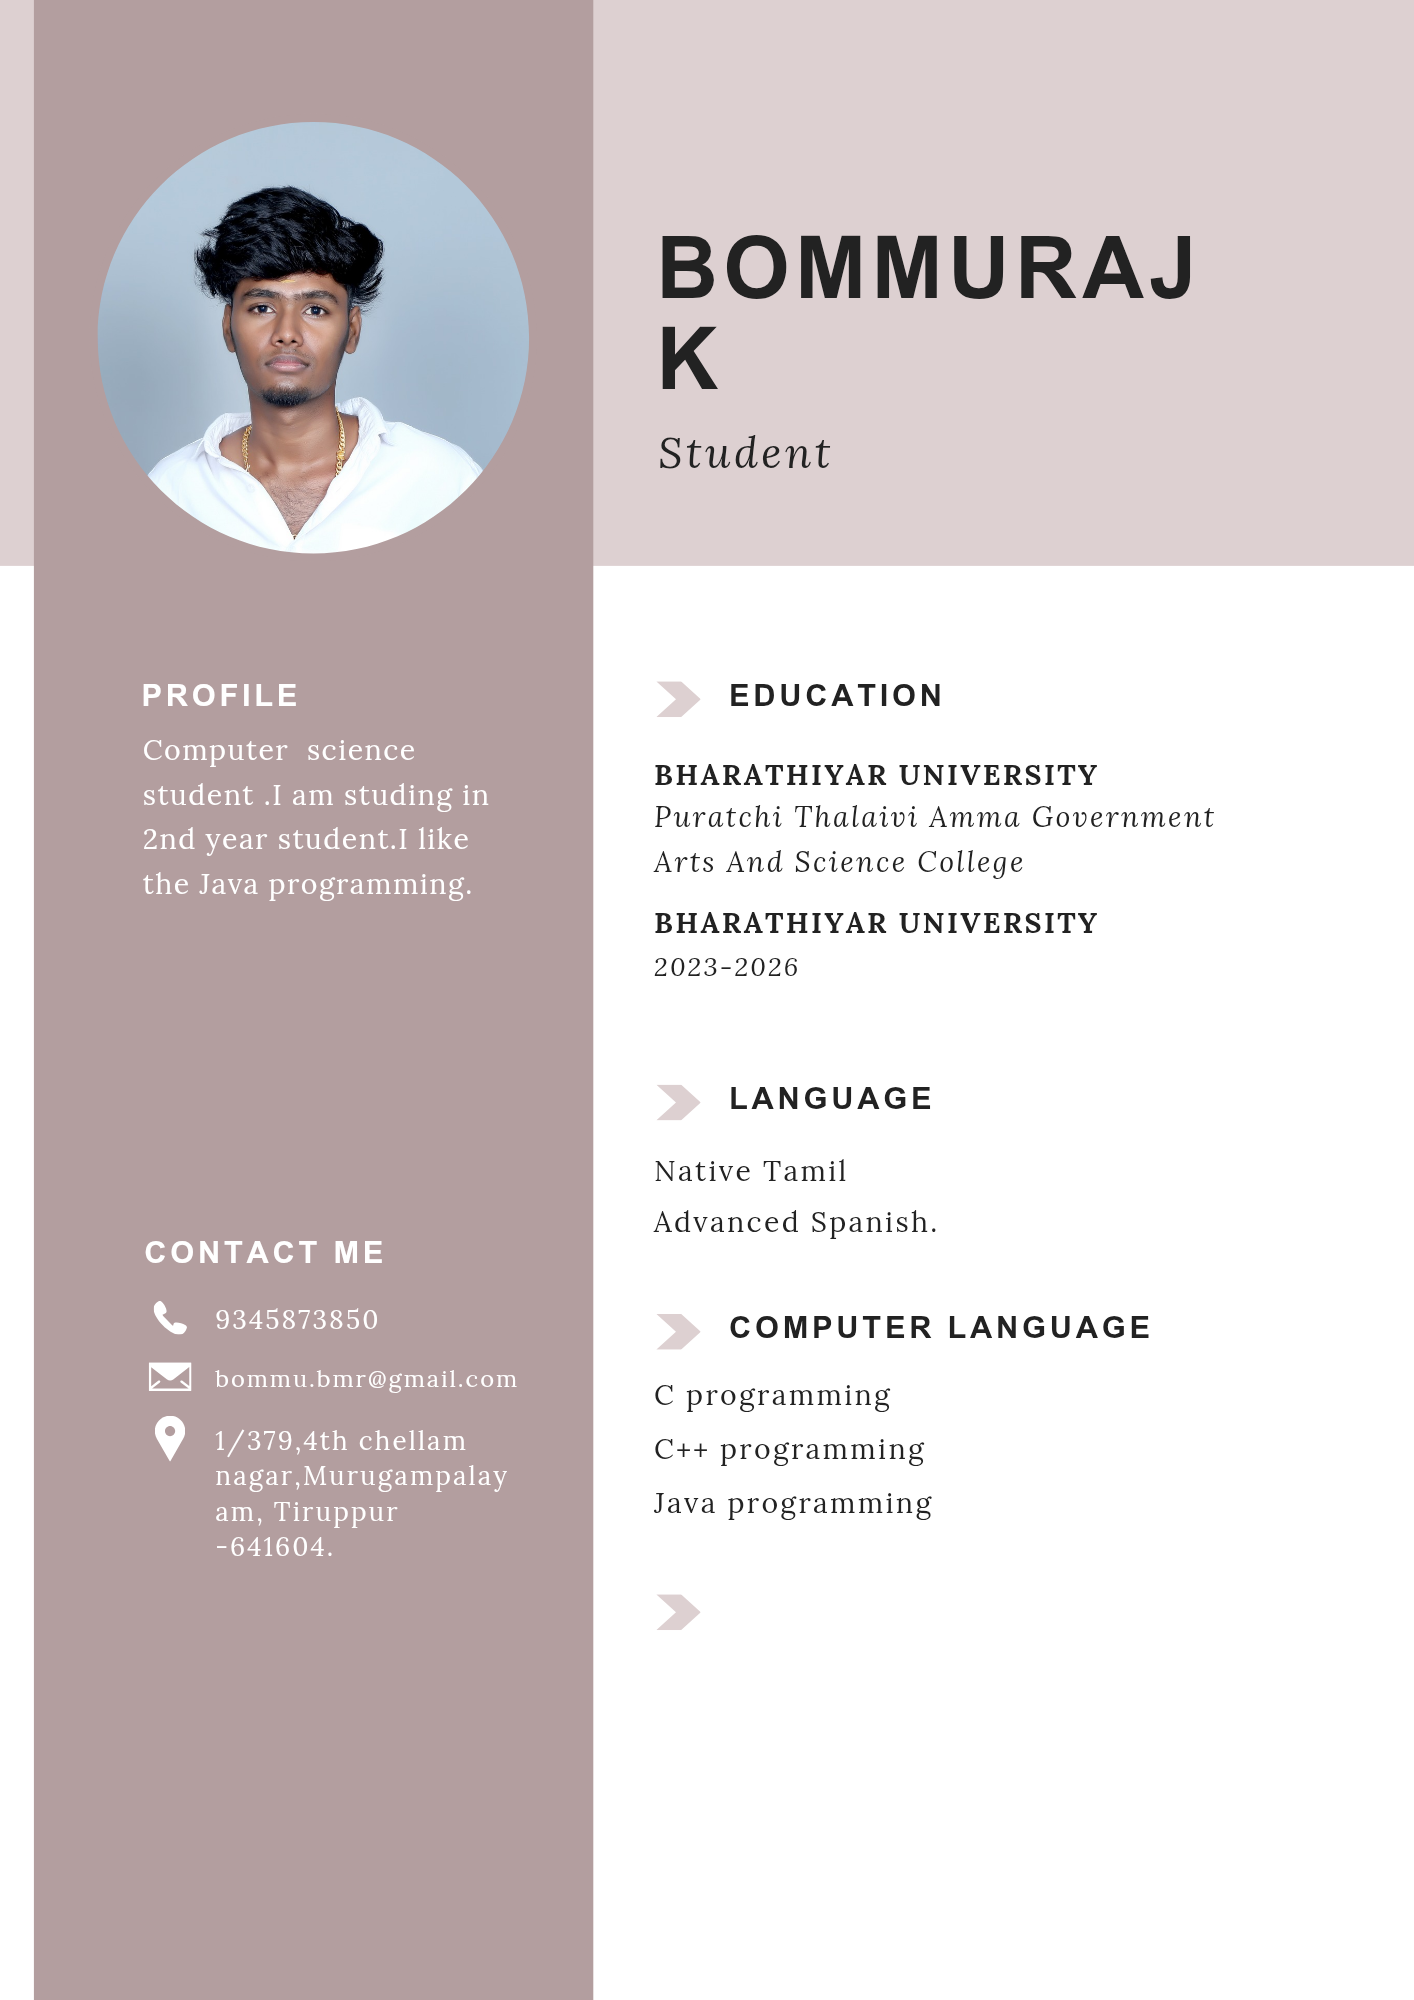 BOMMURAJ
K
Student
PROFILE
Computer  science
student .I am studing in
2nd year student.I like
the Java programming.
CONTACT ME
9345873850
bommu.bmr@gmail.com
1/379,4th chellam
nagar,Murugampalay
am, Tiruppur
-641604.
EDUCATION
BHARATHIYAR UNIVERSITY
Puratchi Thalaivi Amma Government
Arts And Science College
BHARATHIYAR UNIVERSITY
2023-2026
LANGUAGE
Native Tamil
Advanced Spanish.
COMPUTER LANGUAGE
C programming
C++ programming
Java programming